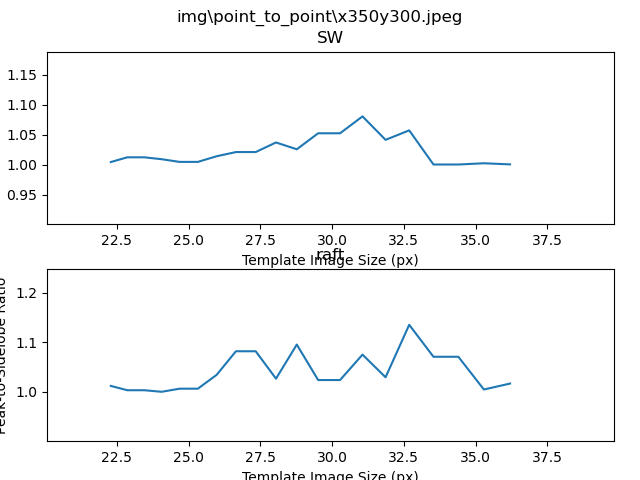 img\point_to_point\x350y300.jpeg
SW
1.15
1.10
1.05
1.00
0.95
22.5 25.0 27.5 30.0 32.5 35.0 37.5
Template Image Size (px)
raft
Peak-to-Sidelobe Ratio
1.2
1.1
1.0
22.5 25.0 27.5 30.0 32.5 35.0 37.5
Template Image Size (px)